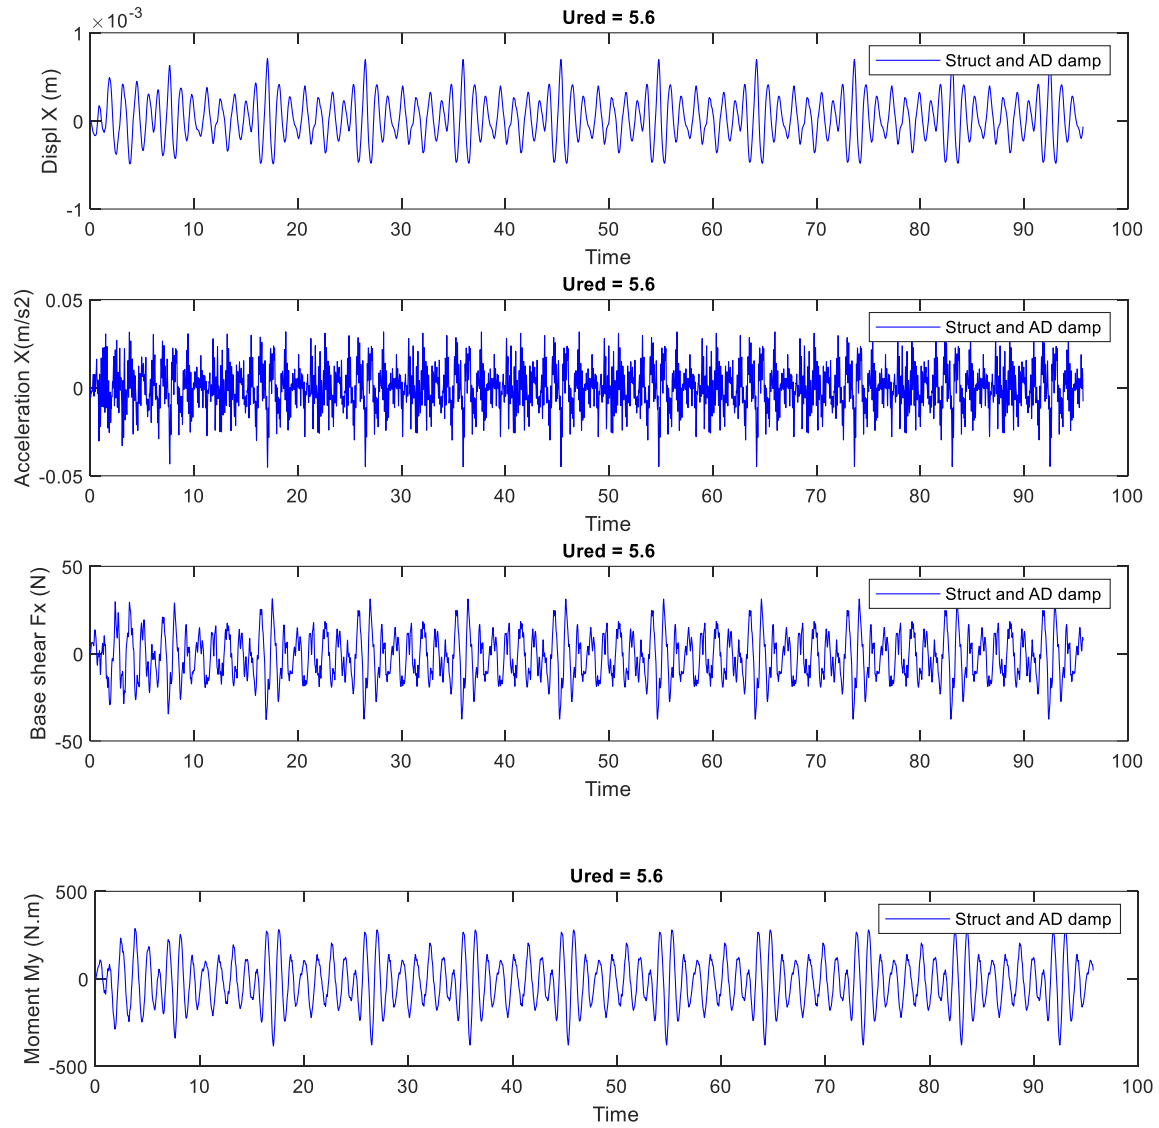 ×10-3
Ured = 5.6
1
0
-1
Displ X (m)
Struct and AD damp
0 10 20 30 40 50 60 70 80 90 100
Time
Ured = 5.6
0.05
0
-0.05
Acceleration X(m/s2)
Struct and AD damp
0 10 20 30 40 50 60 70 80 90 100
Time
Ured = 5.6
50
0
-50
Base shear Fx (N)
Struct and AD damp
0 10 20 30 40 50 60 70 80 90 100
Time
Ured = 5.6
500
0
-500
Moment My (N.m)
Struct and AD damp
0 10 20 30 40 50 60 70 80 90 100
Time